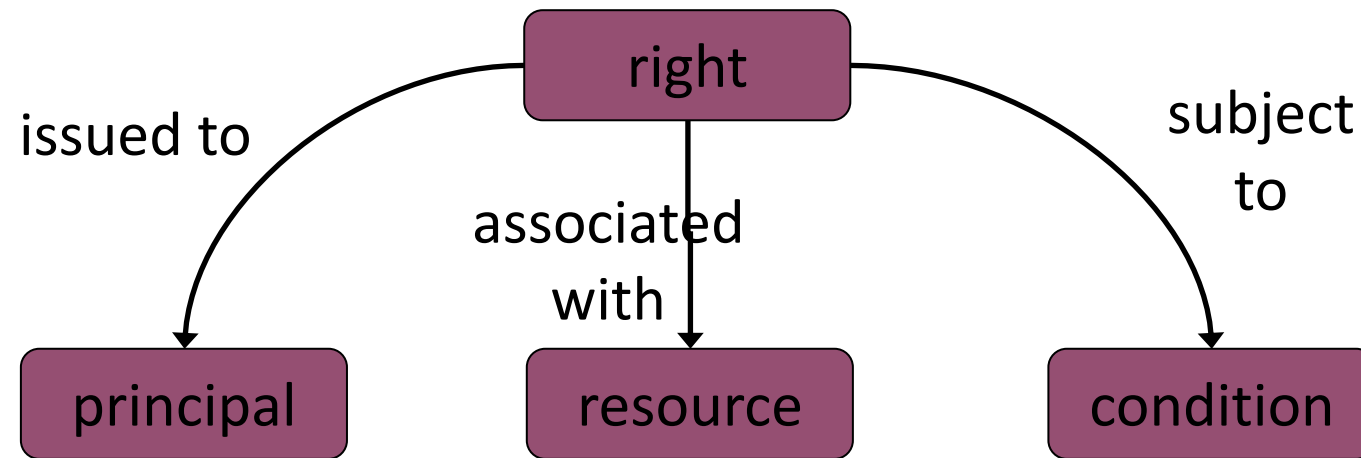 right
issued to
subject
to
associated
with
principal
resource
condition